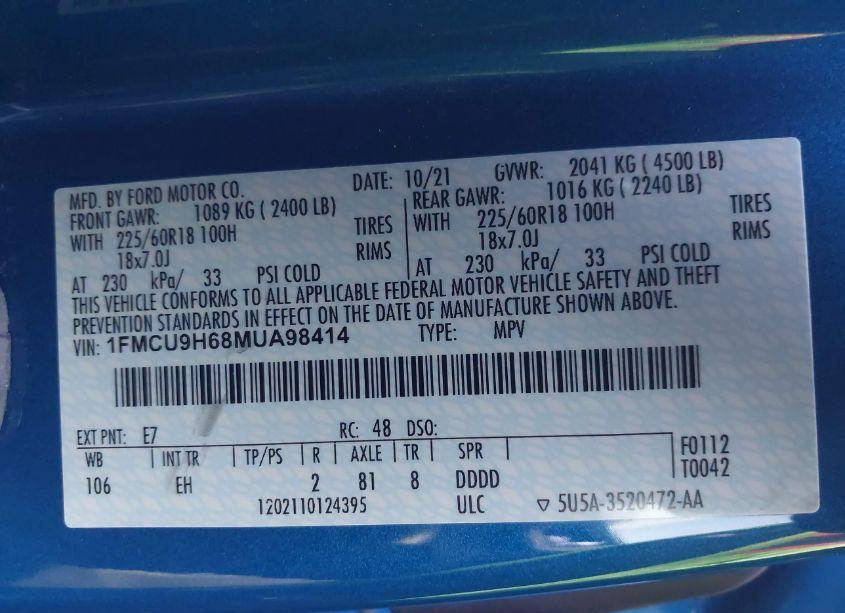 MFD. BY FORD MOTOR CO. DATE: 10/21 GVWR: 2041 KG ( 4500 LB)
FRONT GAWR: 1089 KG ( 2400 LB) REAR GAWR: 1016 KG ( 2240 LB)
WITH 225/60R18 100H TIRES WITH 225/60R18 100H TIRES
18x7.0J RIMS 18x7.0J RIMS
AT 230 kPa/ 33 PSI COLD AT 230 kPa/ 33 PSI COLD
THIS VEHICLE CONFORMS TO ALL APPLICABLE FEDERAL MOTOR VEHICLE SAFETY AND THEFT
PREVENTION STANDARDS IN EFFECT ON THE DATE OF MANUFACTURE SHOWN ABOVE.
VIN: 1FMCU9H68MUA98414 TYPE: MPV
EXT PNT: E7 RC: 48 DSO:
WB INT TR TP/PS R AXLE TR SPR F0112
106 EH 2 81 8 DDDD T0042
1202110124395 ULC ▽ 5U5A-3520472-AA